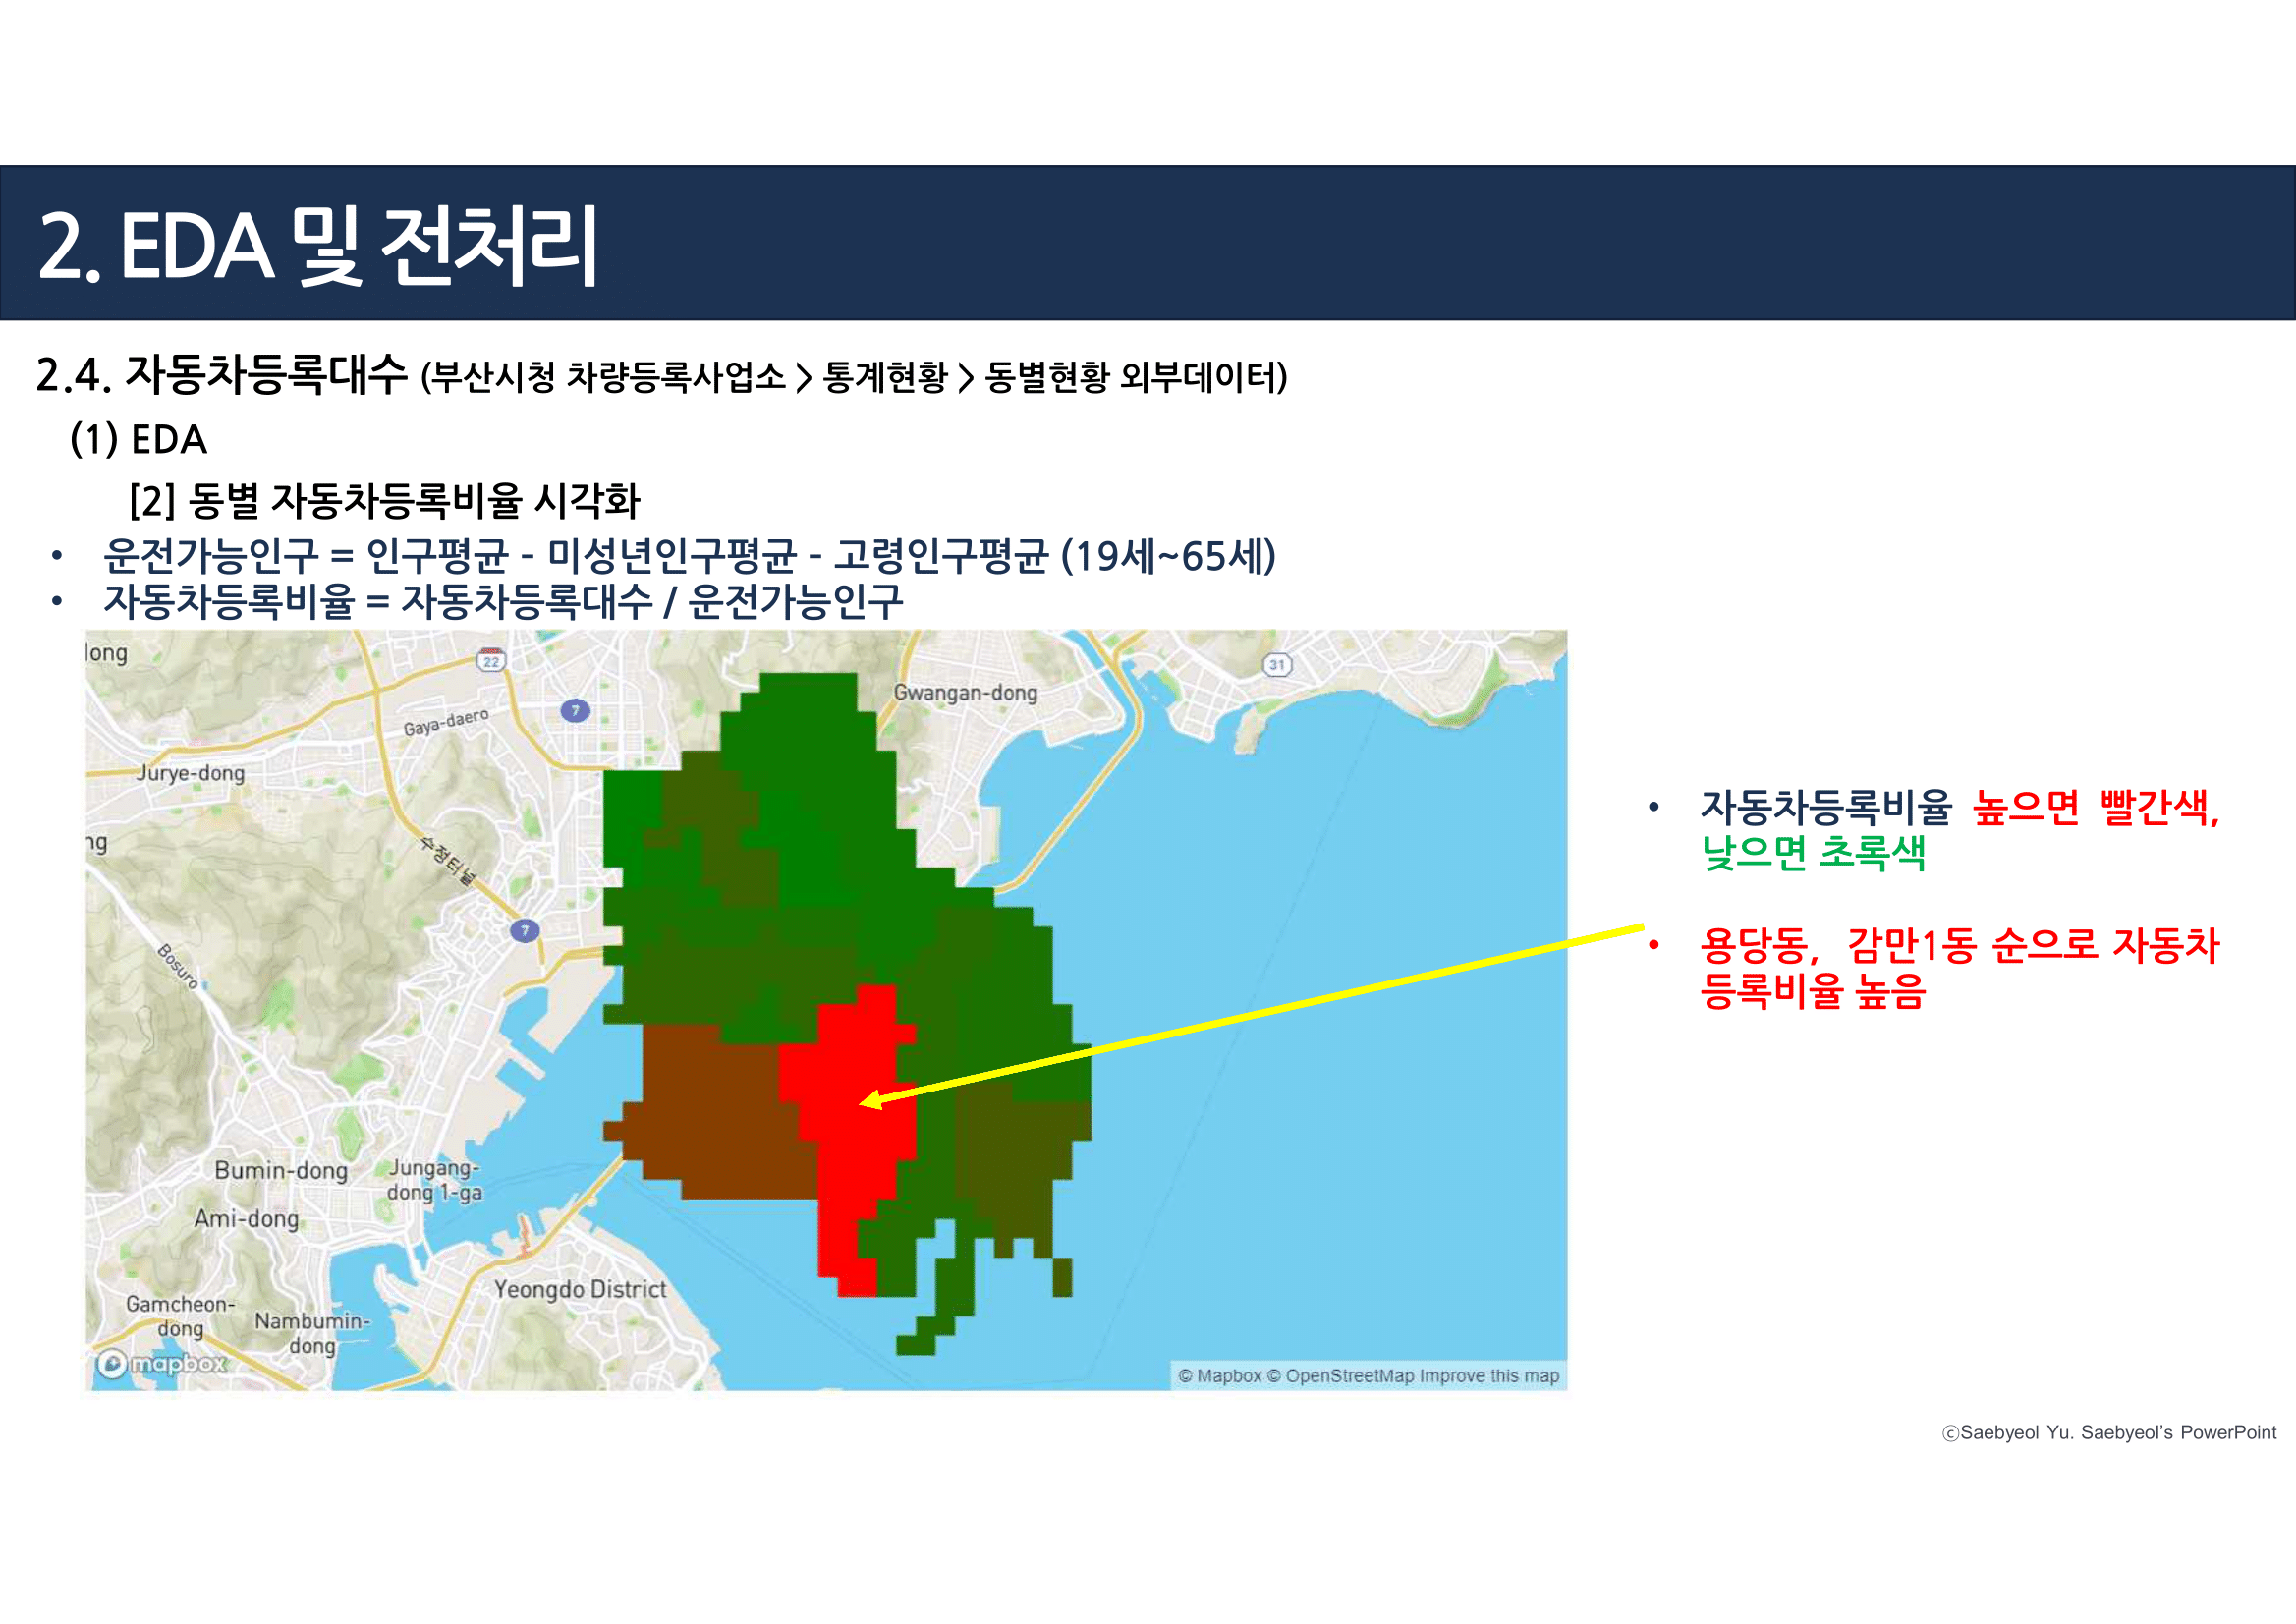 2. EDA 및 전처리
2.4. 자동차등록대수 (부산시청 차량등록사업소 > 통계현황 > 동별현황 외부데이터)
(1) EDA
[2] 동별 자동차등록비율 시각화
• 운전가능인구 = 인구평균 - 미성년인구평균 - 고령인구평균 (19세~65세)
• 자동차등록비율 = 자동차등록대수 / 운전가능인구
long
22
31
Gwangan-dong
7
Gaya-daero
Jurye-dong
• 자동차등록비율 높으면 빨간색,
낮으면 초록색
ng
수정터널
7
• 용당동, 감만1동 순으로 자동차
등록비율 높음
Bosuro
Bumin-dong
Jungang-
dong 1-ga
Ami-dong
Yeongdo District
Gamcheon-
dong
Nambumin-
dong
mapbox
© Mapbox © OpenStreetMap Improve this map
ⓒSaebyeol Yu. Saebyeol's PowerPoint